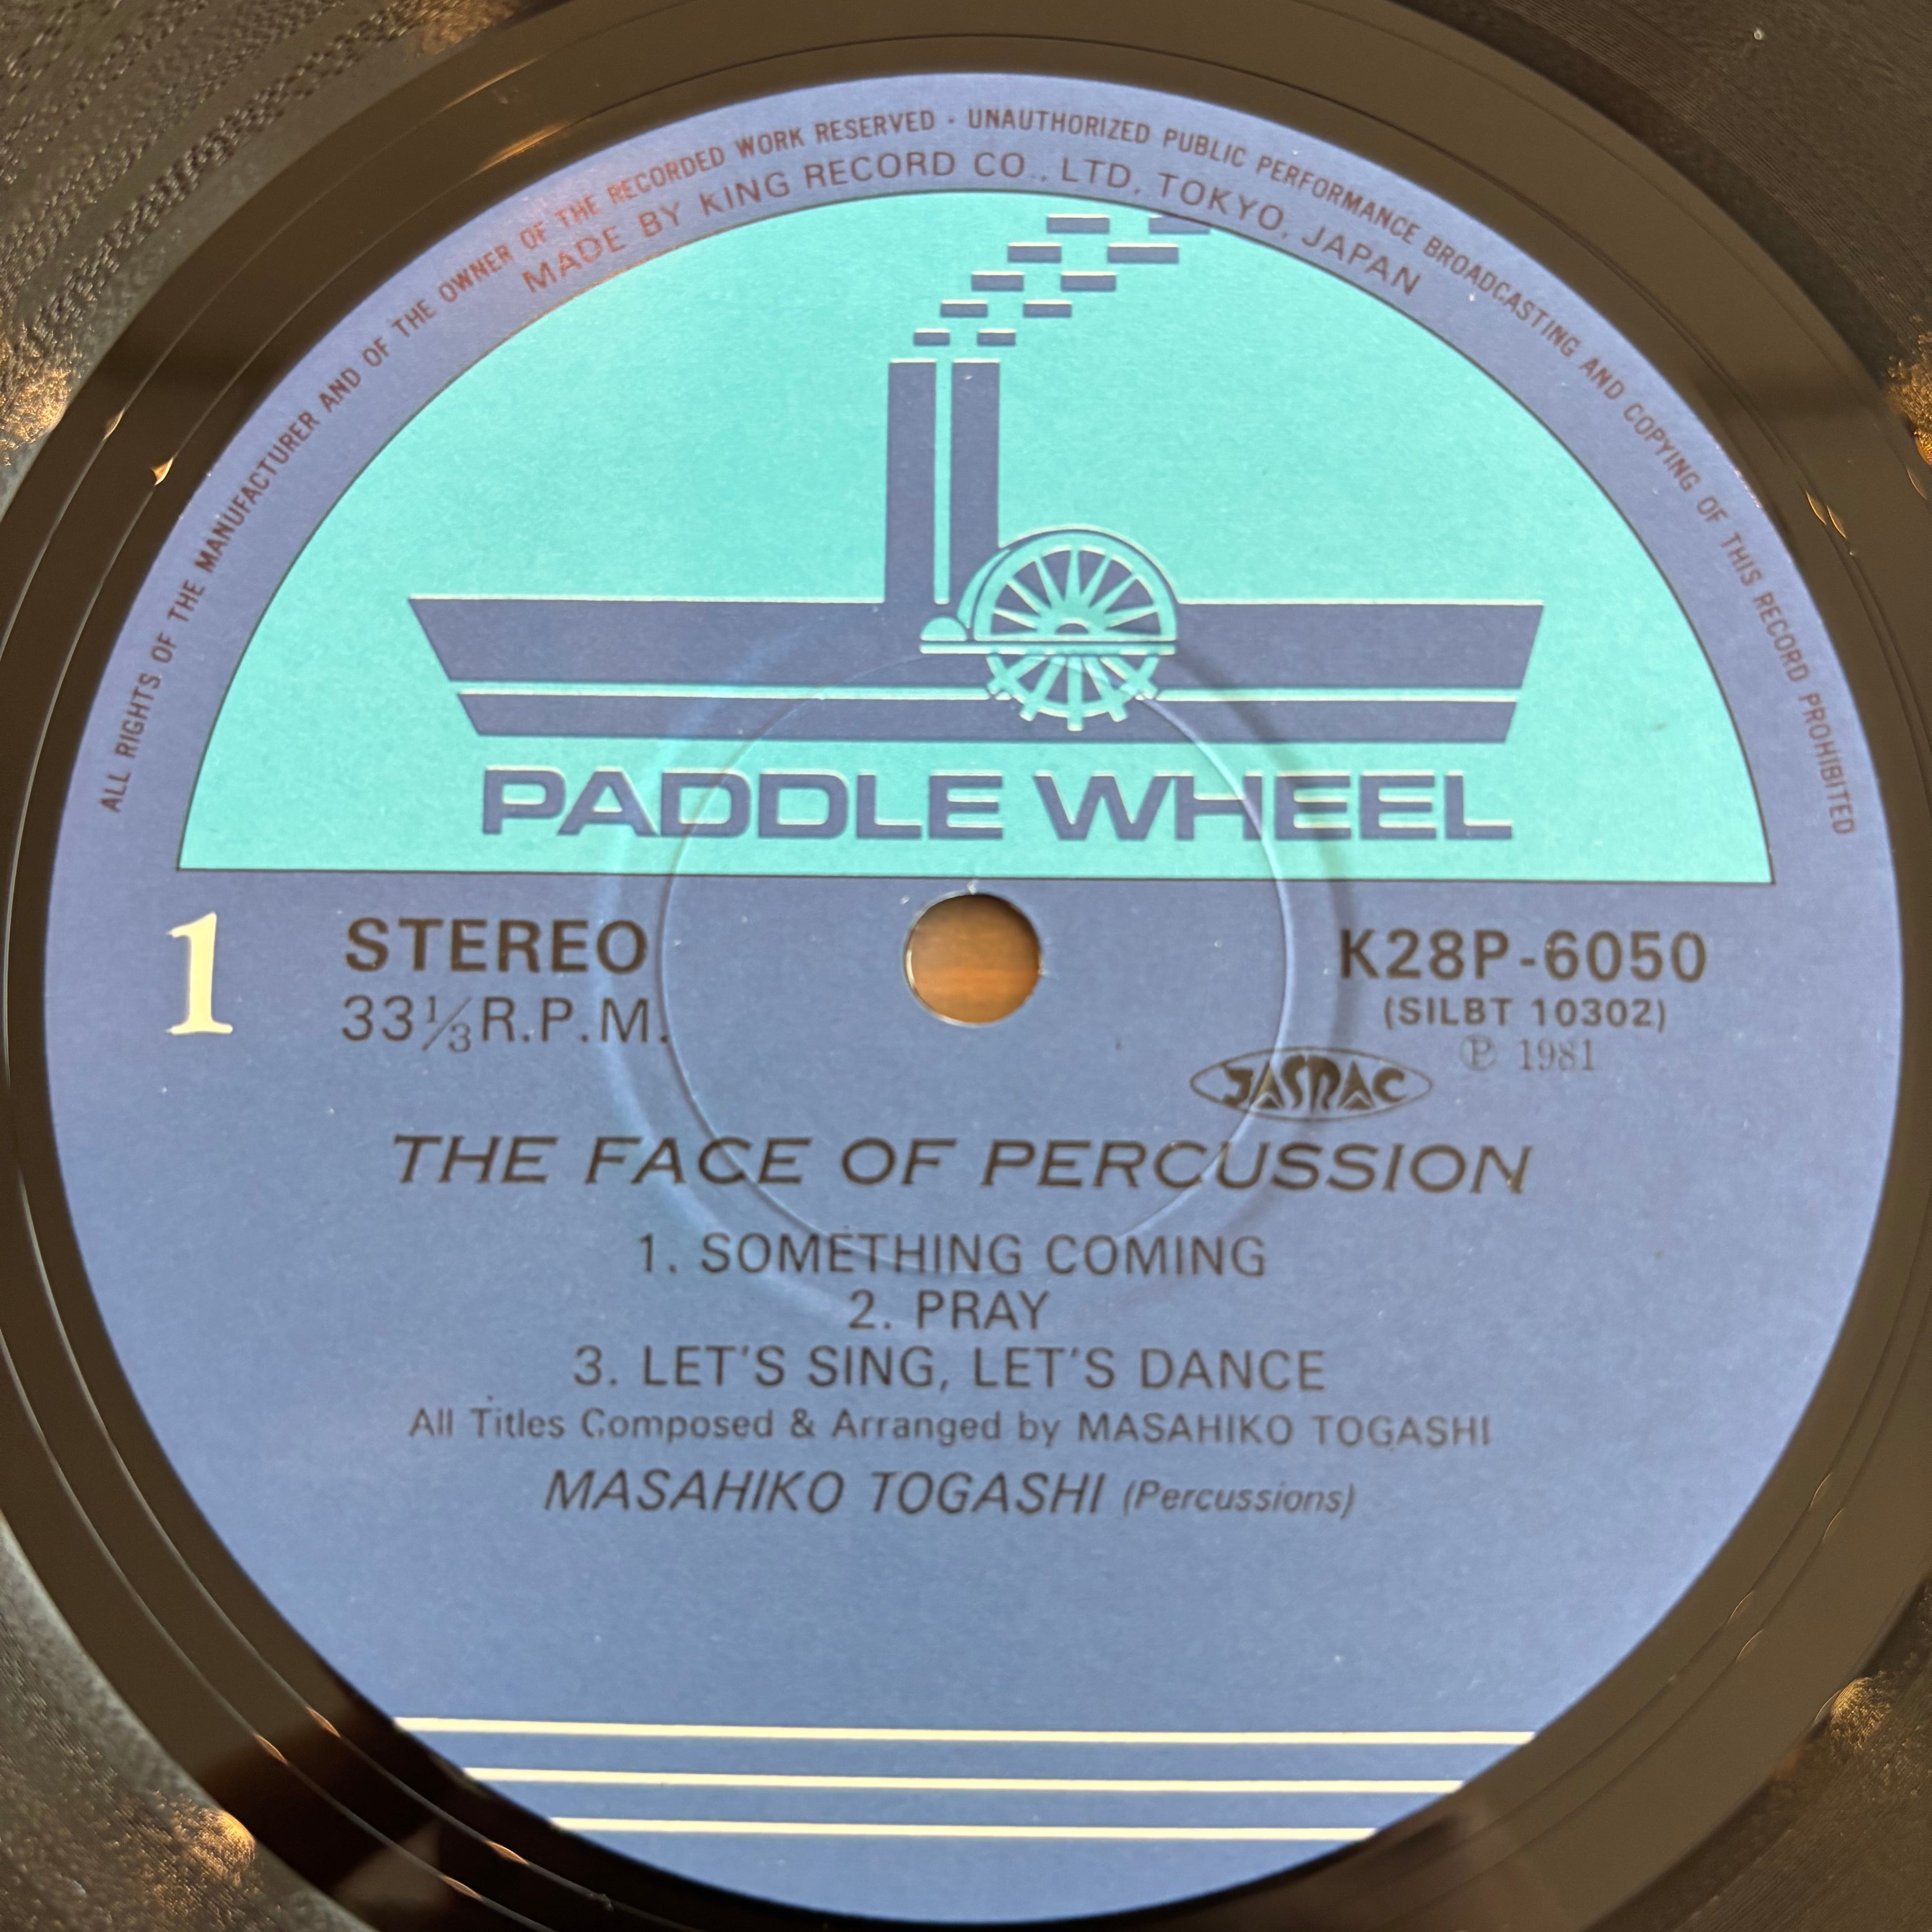 ALL RIGHTS OF THE MANUFACTURER AND OF THE OWNER OF THE RECORDED WORK RESERVED · UNAUTHORIZED PUBLIC PERFORMANCE BROADCASTING AND COPYING OF THIS RECORD PROHIBITED
MADE BY KING RECORD CO., LTD, TOKYO, JAPAN
PADDLE WHEEL
1
STEREO
33⅓ R.P.M.
K28P-6050
(SILBT 10302)
℗ 1981
JASRAC
THE FACE OF PERCUSSION
1. SOMETHING COMING
2. PRAY
3. LET'S SING, LET'S DANCE
All Titles Composed & Arranged by MASAHIKO TOGASHI
MASAHIKO TOGASHI (Percussions)